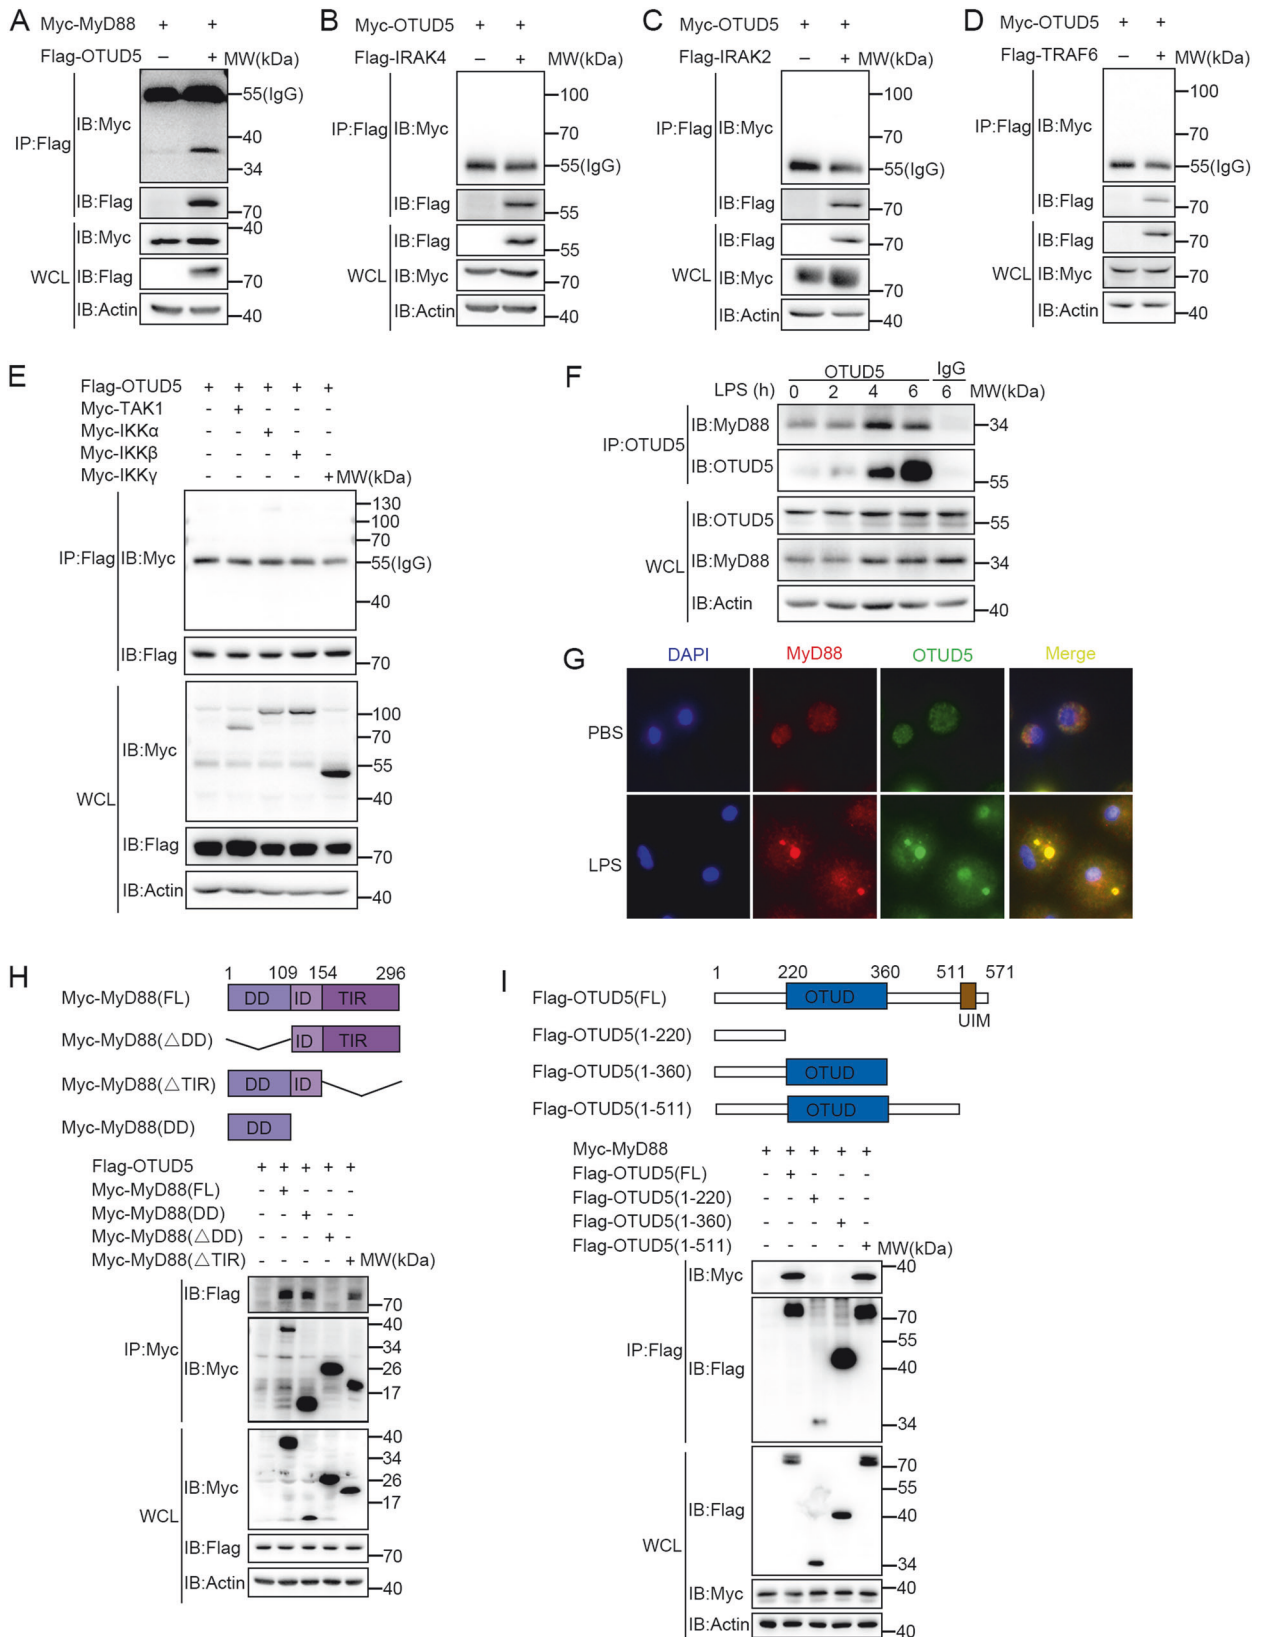 A
Myc-MyD88 + +
Flag-OTUD5 – + MW(kDa)
IP:Flag
IB:Myc
55(IgG)
40
34
IB:Flag
70
WCL
IB:Myc
40
IB:Flag
70
IB:Actin
40
B
Myc-OTUD5 + +
Flag-IRAK4 – + MW(kDa)
IP:Flag
IB:Myc
100
70
55(IgG)
IB:Flag
55
WCL
IB:Flag
55
IB:Myc
70
IB:Actin
40
C
Myc-OTUD5 + +
Flag-IRAK2 – + MW(kDa)
IP:Flag
IB:Myc
100
70
55(IgG)
IB:Flag
70
WCL
IB:Flag
70
IB:Myc
70
IB:Actin
40
D
Myc-OTUD5 + +
Flag-TRAF6 – + MW(kDa)
IP:Flag
IB:Myc
100
70
55(IgG)
IB:Flag
70
WCL
IB:Flag
70
IB:Myc
70
IB:Actin
40
E
Flag-OTUD5 + + + + +
Myc-TAK1 - + - - -
Myc-IKKα - - + - -
Myc-IKKβ - - - + -
Myc-IKKγ - - - - + MW(kDa)
IP:Flag
IB:Myc
130
100
70
55(IgG)
40
IB:Flag
70
WCL
IB:Myc
100
70
55
40
IB:Flag
70
IB:Actin
40
F
OTUD5 IgG
LPS (h) 0 2 4 6 6 MW(kDa)
IP:OTUD5
IB:MyD88
34
IB:OTUD5
55
WCL
IB:OTUD5
55
IB:MyD88
34
IB:Actin
40
G
DAPI MyD88 OTUD5 Merge
PBS
LPS
H
1 109 154 296
Myc-MyD88(FL) DD ID TIR
Myc-MyD88(△DD) ID TIR
Myc-MyD88(△TIR) DD ID
Myc-MyD88(DD) DD
Flag-OTUD5 + + + + +
Myc-MyD88(FL) - + - - -
Myc-MyD88(DD) - - + - -
Myc-MyD88(△DD) - - - + -
Myc-MyD88(△TIR) - - - - + MW(kDa)
IP:Myc
IB:Flag
70
IB:Myc
40
34
26
17
WCL
IB:Myc
40
34
26
17
IB:Flag
70
IB:Actin
40
I
1 220 360 511 571
Flag-OTUD5(FL) OTUD
UIM
Flag-OTUD5(1-220)
Flag-OTUD5(1-360) OTUD
Flag-OTUD5(1-511) OTUD
Myc-MyD88 + + + + +
Flag-OTUD5(FL) - + - - -
Flag-OTUD5(1-220) - - + - -
Flag-OTUD5(1-360) - - - + -
Flag-OTUD5(1-511) - - - - + MW(kDa)
IP:Flag
IB:Myc
40
IB:Flag
70
55
40
34
WCL
IB:Flag
70
55
40
34
IB:Myc
40
IB:Actin
40